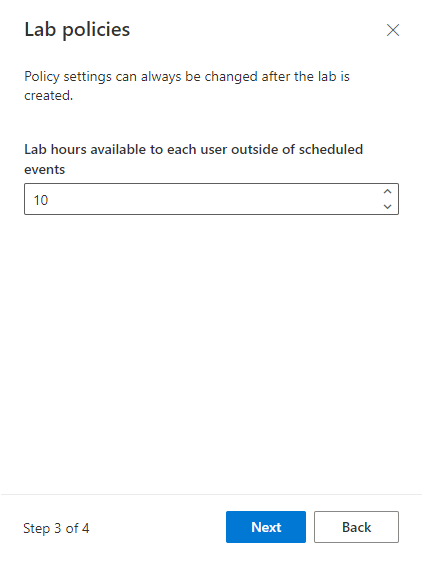 Lab policies
Policy settings can always be changed after the lab is
created.
Lab hours available to each user outside of scheduled
events
10
Step 3 of 4
Next
Back